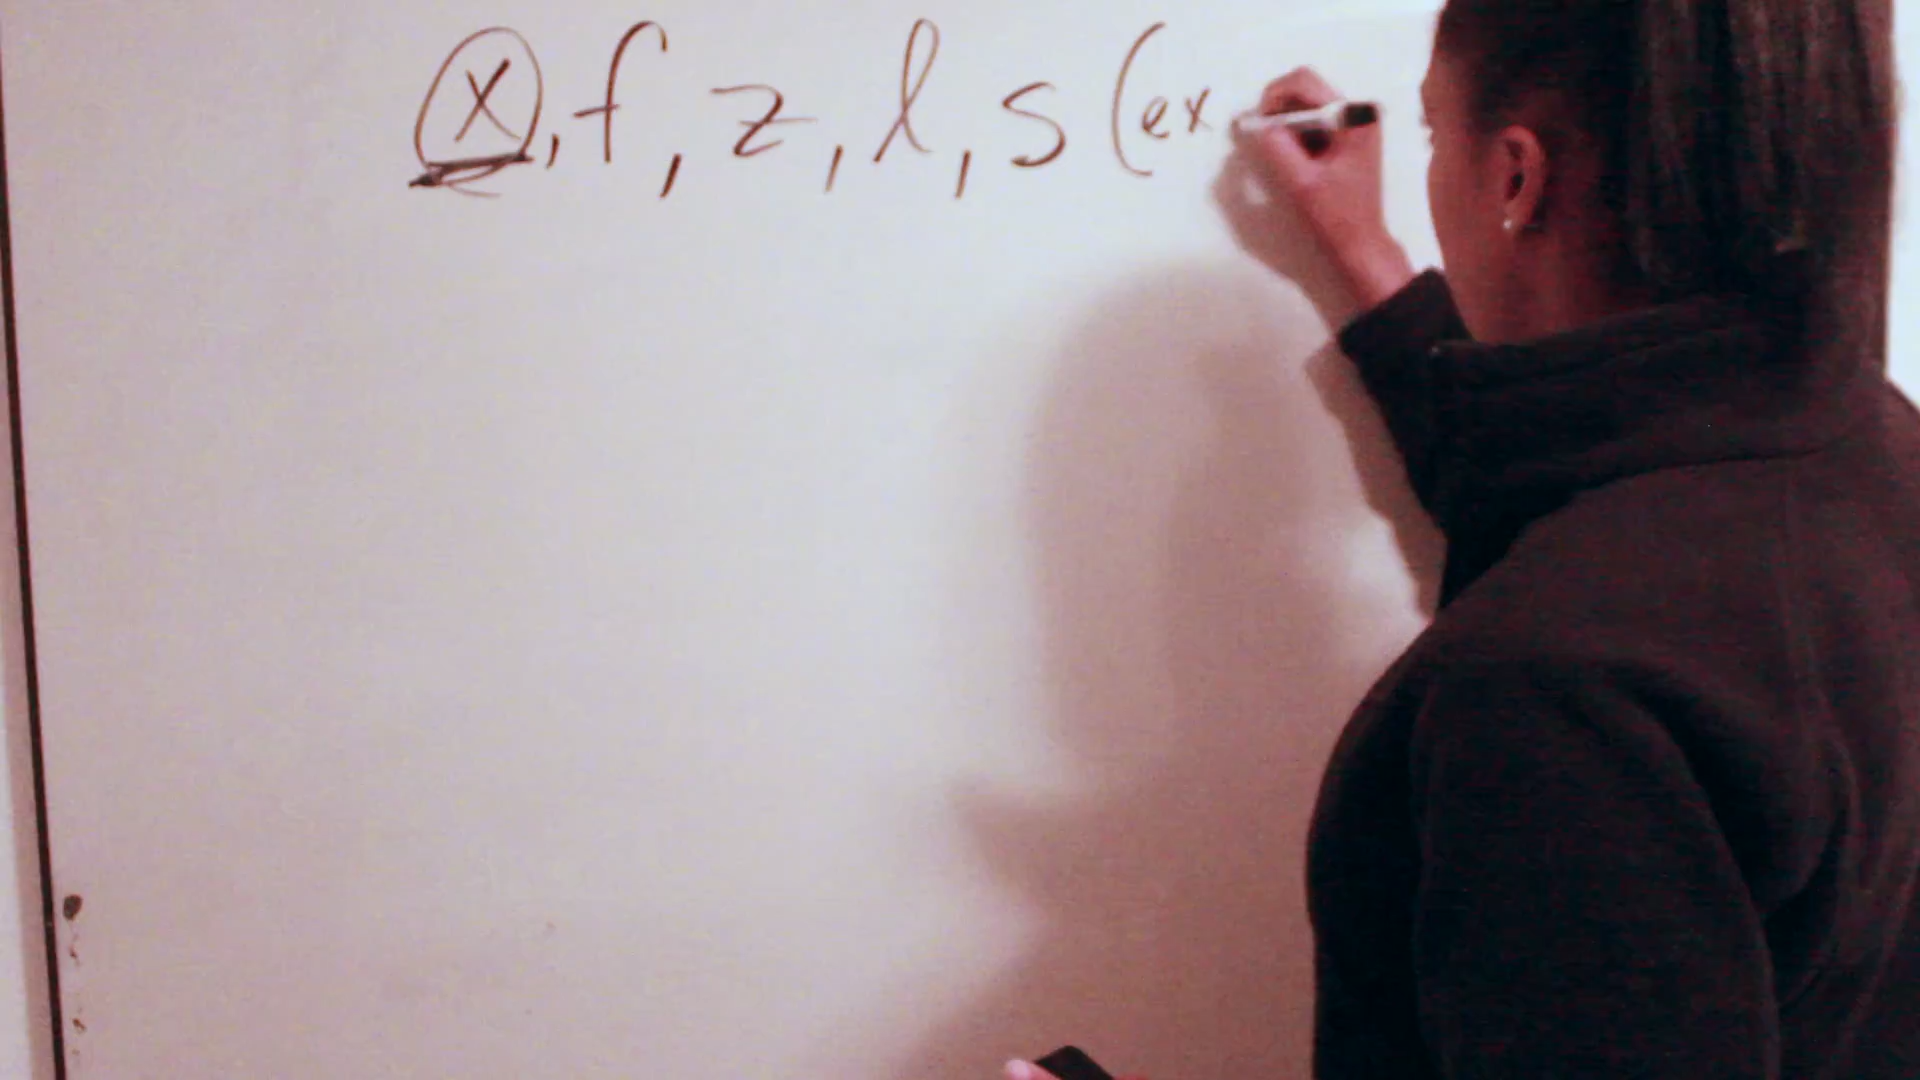 x, f, z, l, s (ex